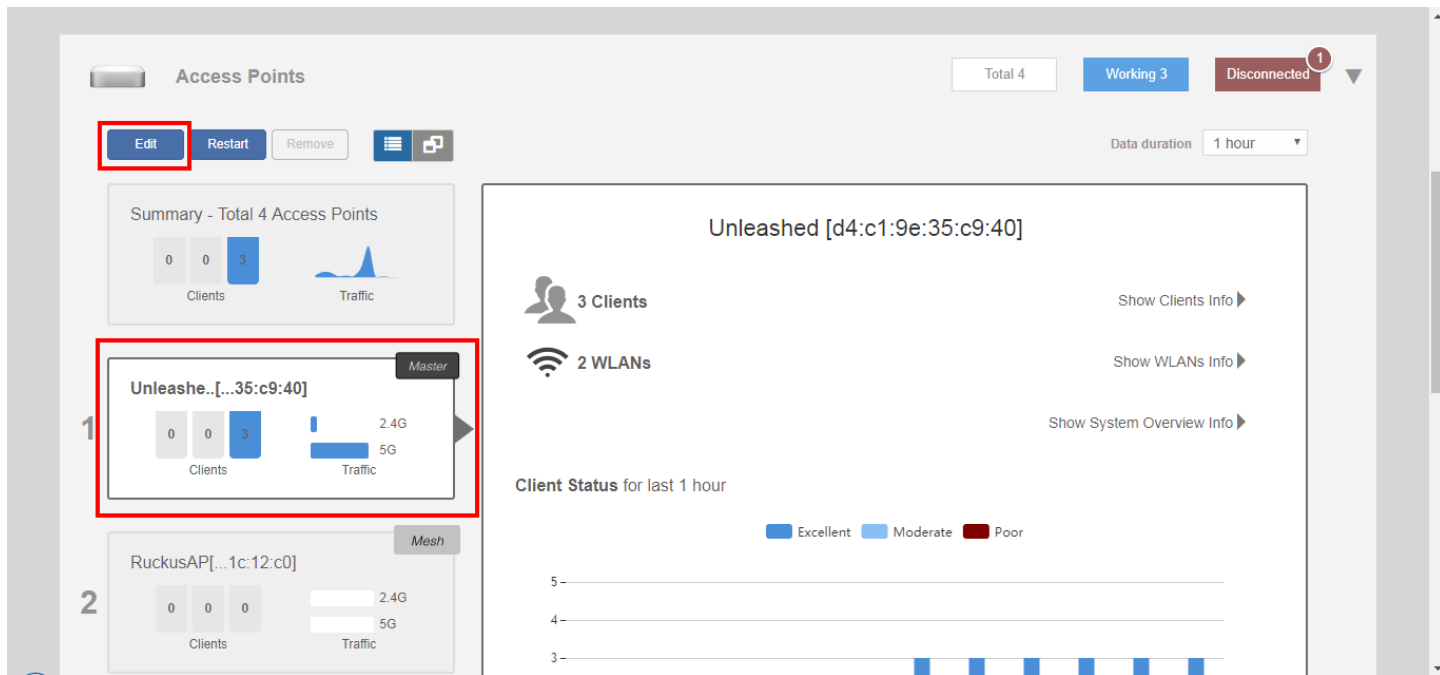 Access Points
Total 4
Working 3
Disconnected
1
Edit
Restart
Remove
Data duration
1 hour
Summary - Total 4 Access Points
0 0 3
Clients
Traffic
Unleashed [d4:c1:9e:35:c9:40]
3 Clients
Show Clients Info
2 WLANs
Show WLANs Info
Show System Overview Info
1
Master
Unleashe..[...35:c9:40]
0 0 3
Clients
2.4G
5G
Traffic
Client Status for last 1 hour
Excellent
Moderate
Poor
5
4
3
2
Mesh
RuckusAP[...1c:12:c0]
0 0 0
Clients
2.4G
5G
Traffic